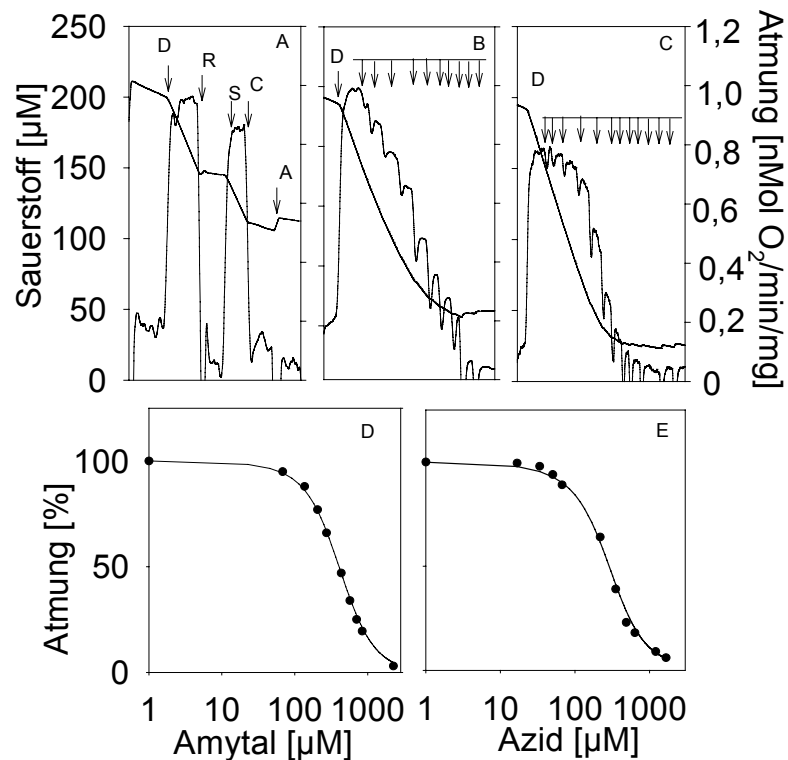 250
200
150
100
50
0
Sauerstoff [µM]
D
R
S
C
A
A
D
B
D
C
1,2
1,0
0,8
0,6
0,4
0,2
0
Atmung [nMol O₂/min/mg]
100
50
0
Atmung [%]
D
E
1 10 100 1000
1 10 100 1000
Amytal [µM]
Azid [µM]